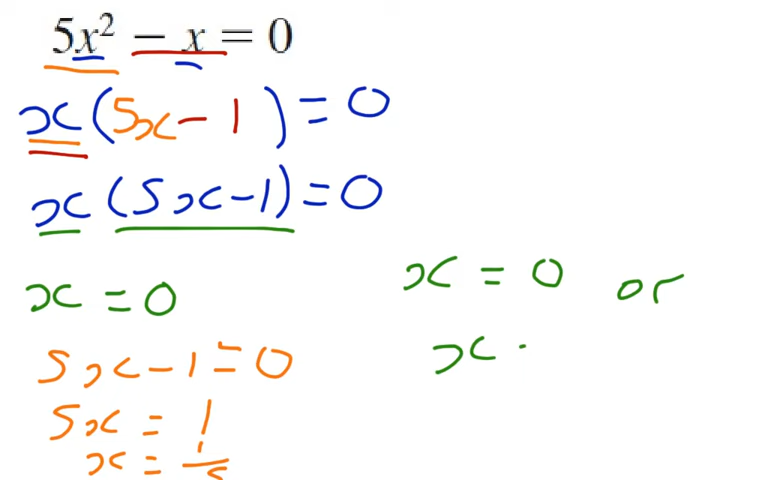 5x² − x = 0
x(5x − 1) = 0
x(5x − 1) = 0
x = 0
5x − 1 = 0
5x = 1
x = 1/5
x = 0 or
x